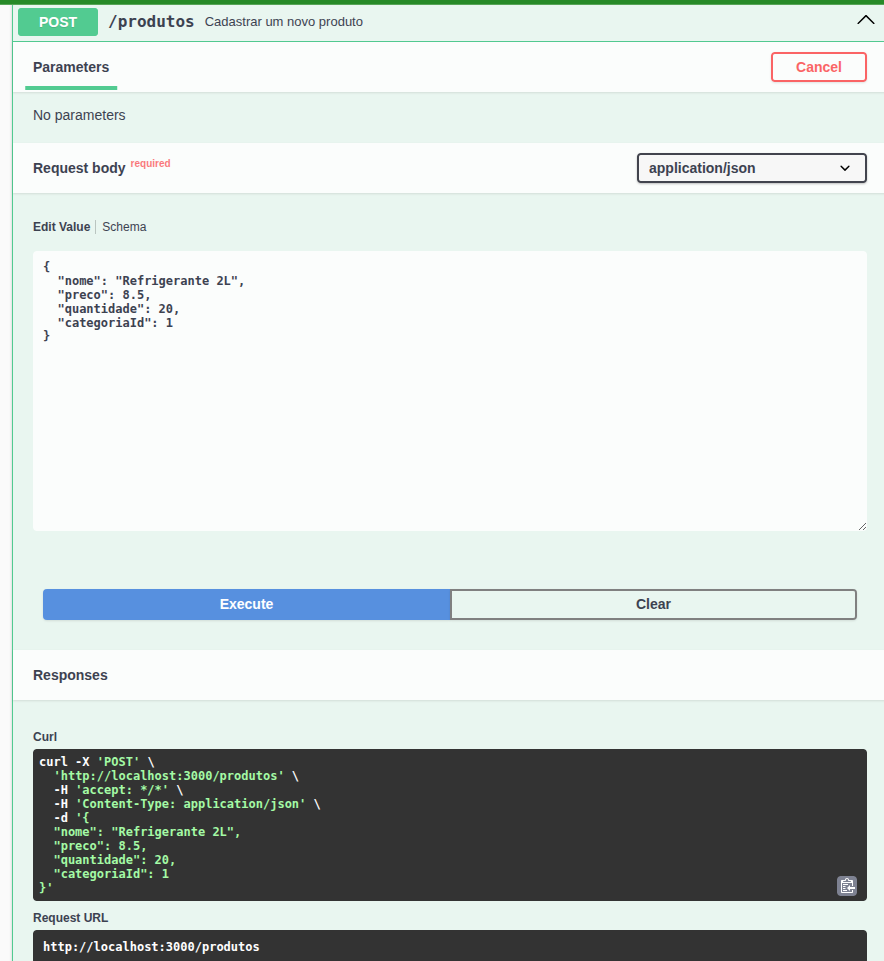 POST /produtos Cadastrar um novo produto
Parameters Cancel
No parameters
Request body required application/json
Edit Value Schema
{
  "nome": "Refrigerante 2L",
  "preco": 8.5,
  "quantidade": 20,
  "categoriaId": 1
}
Execute Clear
Responses
Curl
curl -X 'POST' \
  'http://localhost:3000/produtos' \
  -H 'accept: */*' \
  -H 'Content-Type: application/json' \
  -d '{
  "nome": "Refrigerante 2L",
  "preco": 8.5,
  "quantidade": 20,
  "categoriaId": 1
}'
Request URL
http://localhost:3000/produtos